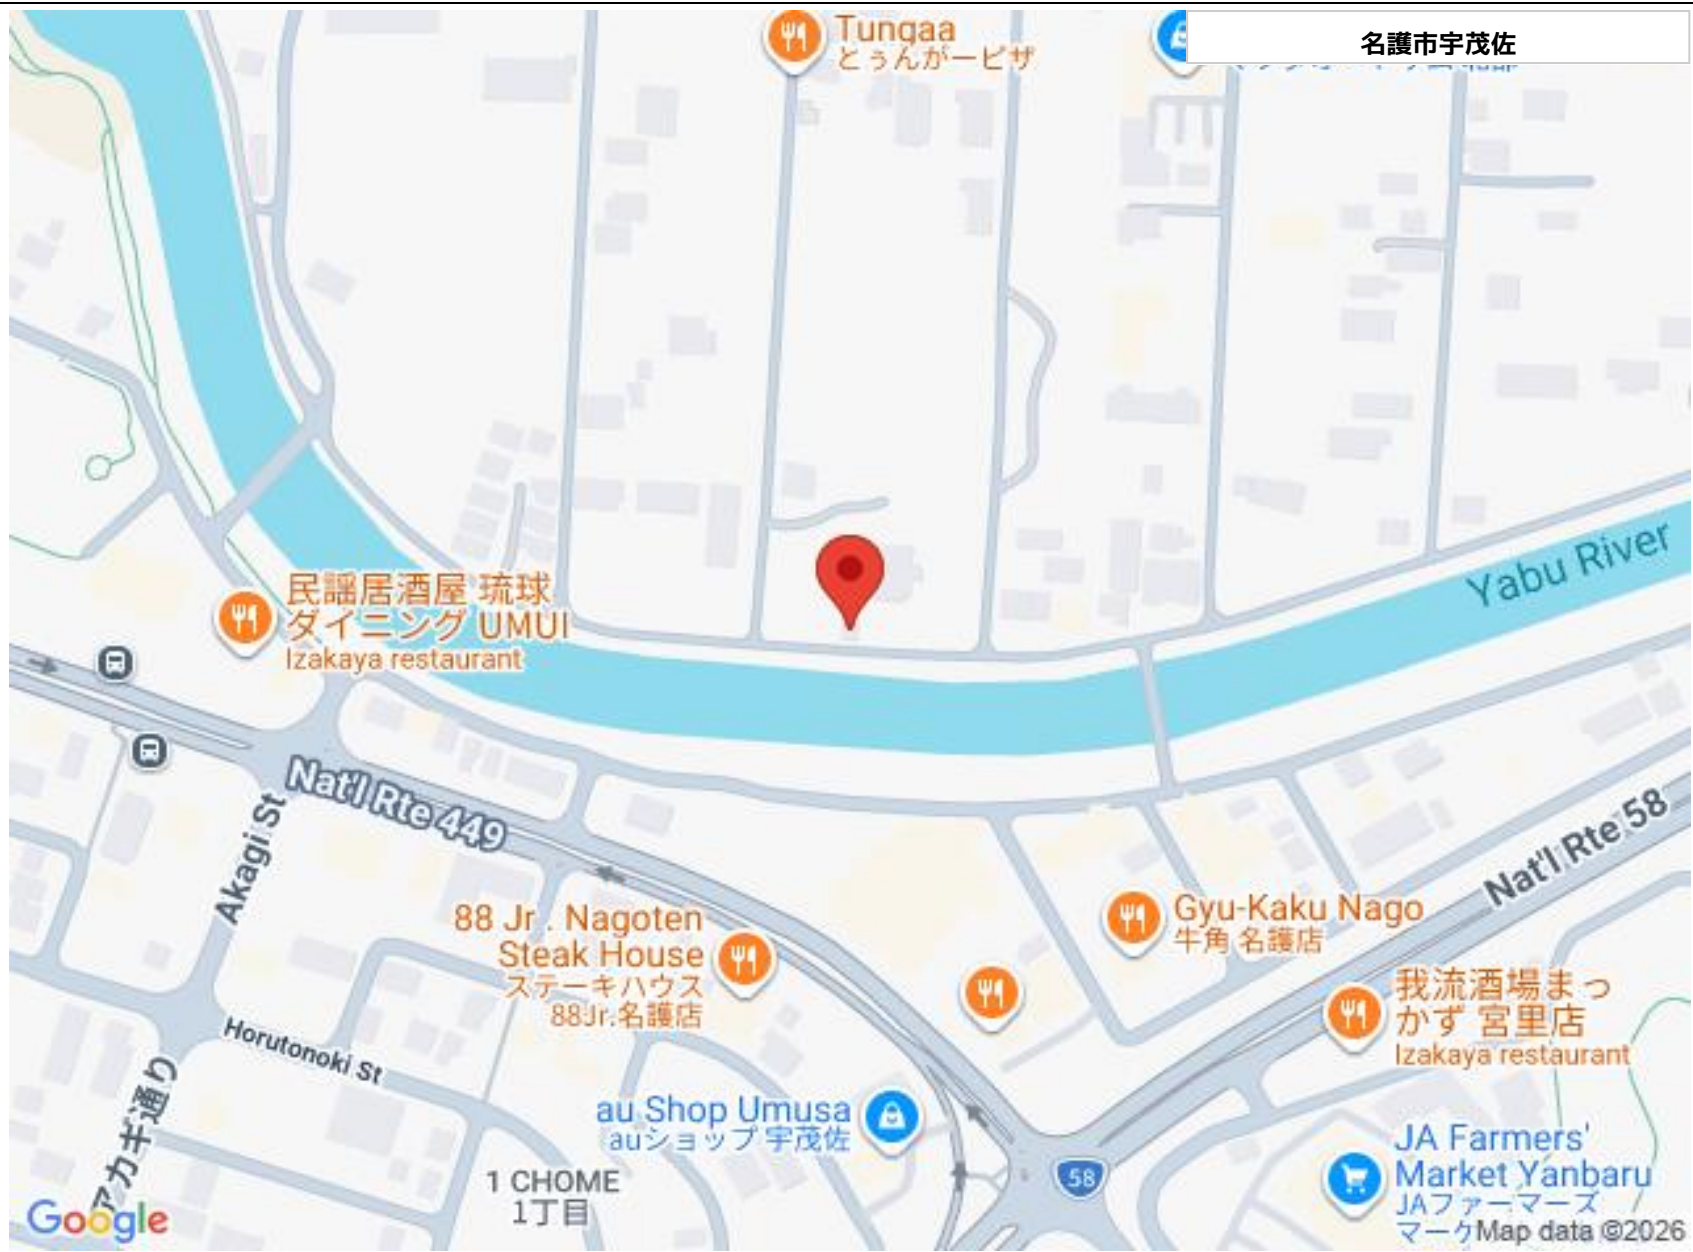 Tungaa
とぅんがーピザ
名護市宇茂佐
Yabu River
民謡居酒屋 琉球
ダイニング UMUI
Izakaya restaurant
Nat'l Rte 449
Akagi St
Nat'l Rte 58
88 Jr . Nagoten
Steak House
ステーキハウス
88Jr.名護店
Gyu-Kaku Nago
牛角 名護店
我流酒場まっ
かず 宮里店
Izakaya restaurant
Horutonoki St
アカギ通り
au Shop Umusa
auショップ 宇茂佐
1 CHOME
1丁目
58
JA Farmers'
Market Yanbaru
JAファーマーズ
マーケ
Google
Map data ©2026